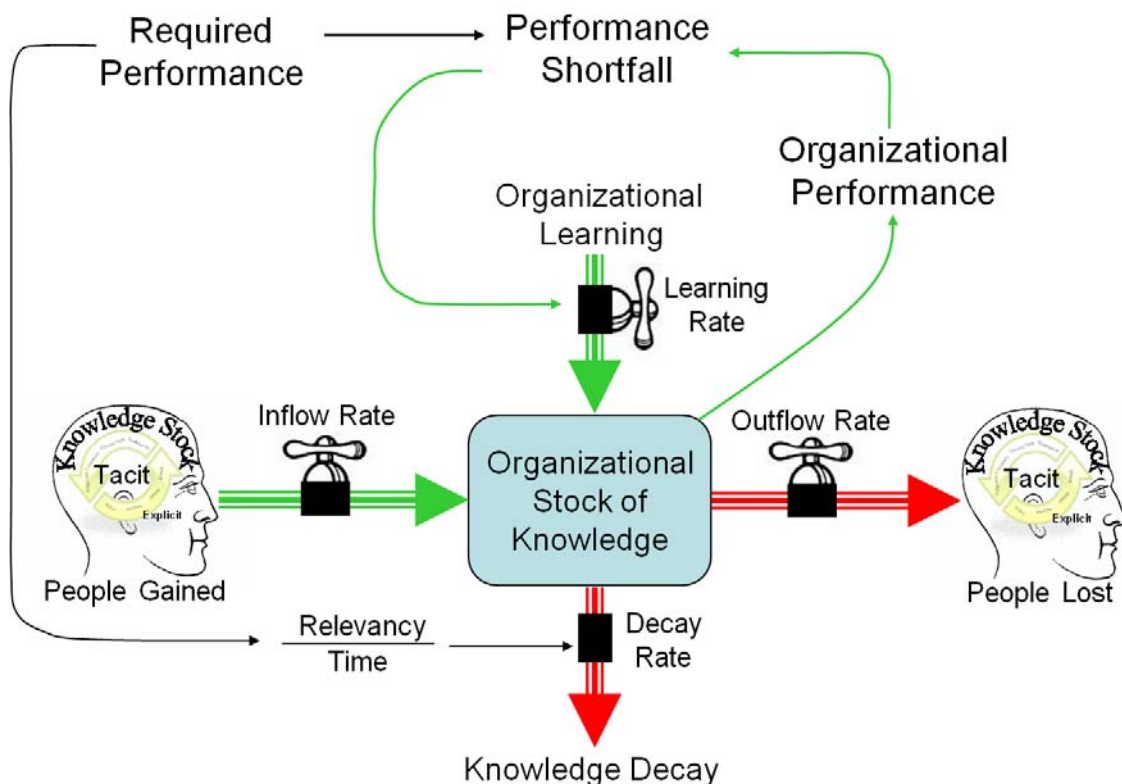 Required
Performance
Performance
Shortfall
Organizational
Performance
Organizational
Learning
Learning
Rate
Knowledge Stock
Tacit
Explicit
People Gained
Inflow Rate
Organizational
Stock of
Knowledge
Outflow Rate
Knowledge Stock
Tacit
Explicit
People Lost
Relevancy
Time
Decay
Rate
Knowledge Decay